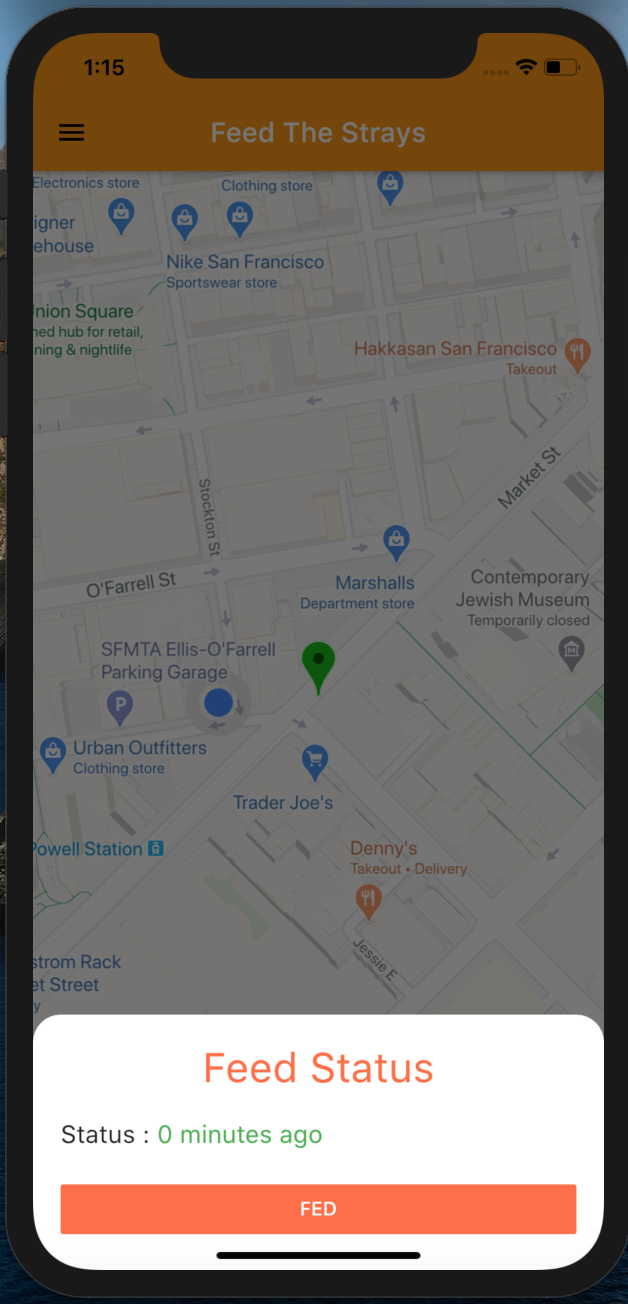 1:15
Feed The Strays
Electronics store
Clothing store
igner
ehouse
Nike San Francisco
Sportswear store
nion Square
ned hub for retail,
ning & nightlife
Hakkasan San Francisco
Takeout
Market St
Stockton St
O'Farrell St
Marshalls
Department store
Contemporary
Jewish Museum
Temporarily closed
SFMTA Ellis-O'Farrell
Parking Garage
P
Urban Outfitters
Clothing store
Trader Joe's
Powell Station
Denny's
Takeout • Delivery
Jessie E
strom Rack
et Street
y
Feed Status
Status : 0 minutes ago
FED